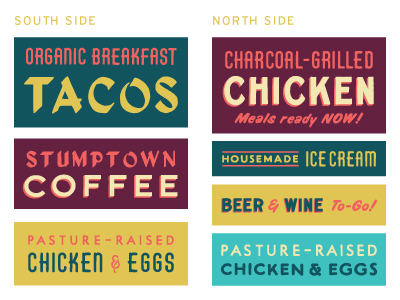 SOUTH SIDE
ORGANIC BREAKFAST
TACOS
STUMPTOWN
COFFEE
PASTURE-RAISED
CHICKEN & EGGS
NORTH SIDE
CHARCOAL-GRILLED
CHICKEN
Meals ready NOW!
HOUSEMADE ICE CREAM
BEER & WINE To-Go!
PASTURE-RAISED
CHICKEN & EGGS